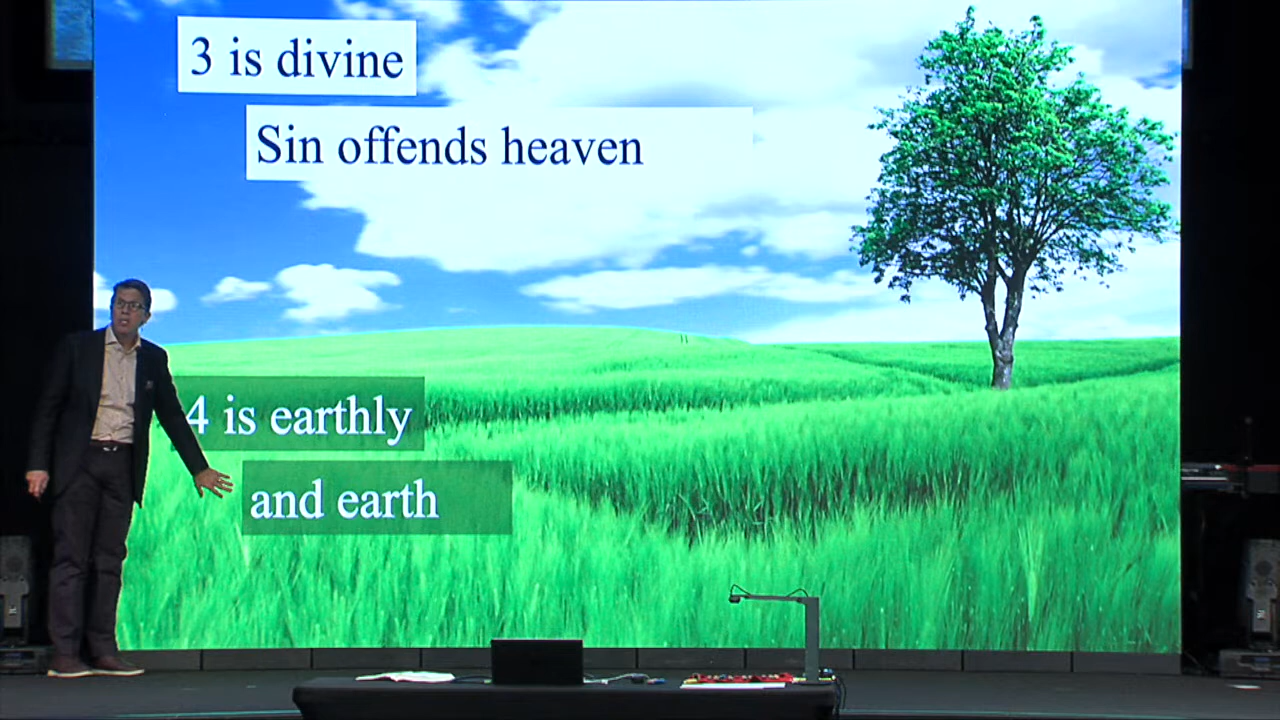 3 is divine
Sin offends heaven
4 is earthly
and earth